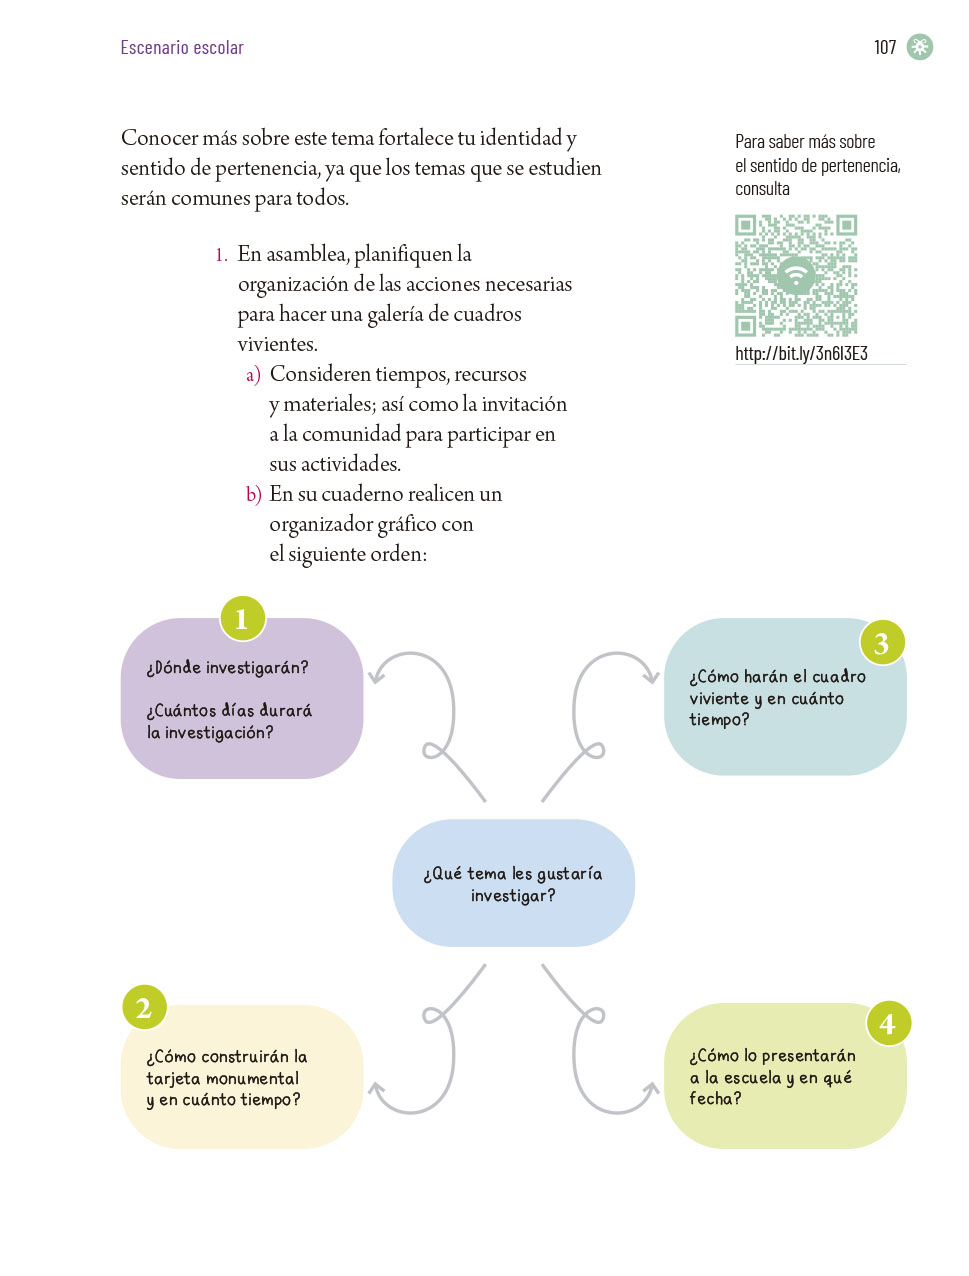 Escenario escolar
107
Conocer más sobre este tema fortalece tu identidad y
sentido de pertenencia, ya que los temas que se estudien
serán comunes para todos.
Para saber más sobre
el sentido de pertenencia,
consulta
http://bit.ly/3n6I3E3
1. En asamblea, planifiquen la
organización de las acciones necesarias
para hacer una galería de cuadros
vivientes.
a) Consideren tiempos, recursos
y materiales; así como la invitación
a la comunidad para participar en
sus actividades.
b) En su cuaderno realicen un
organizador gráfico con
el siguiente orden:
1
¿Dónde investigarán?
¿Cuántos días durará
la investigación?
3
¿Cómo harán el cuadro
viviente y en cuánto
tiempo?
¿Qué tema les gustaría
investigar?
2
¿Cómo construirán la
tarjeta monumental
y en cuánto tiempo?
4
¿Cómo lo presentarán
a la escuela y en qué
fecha?